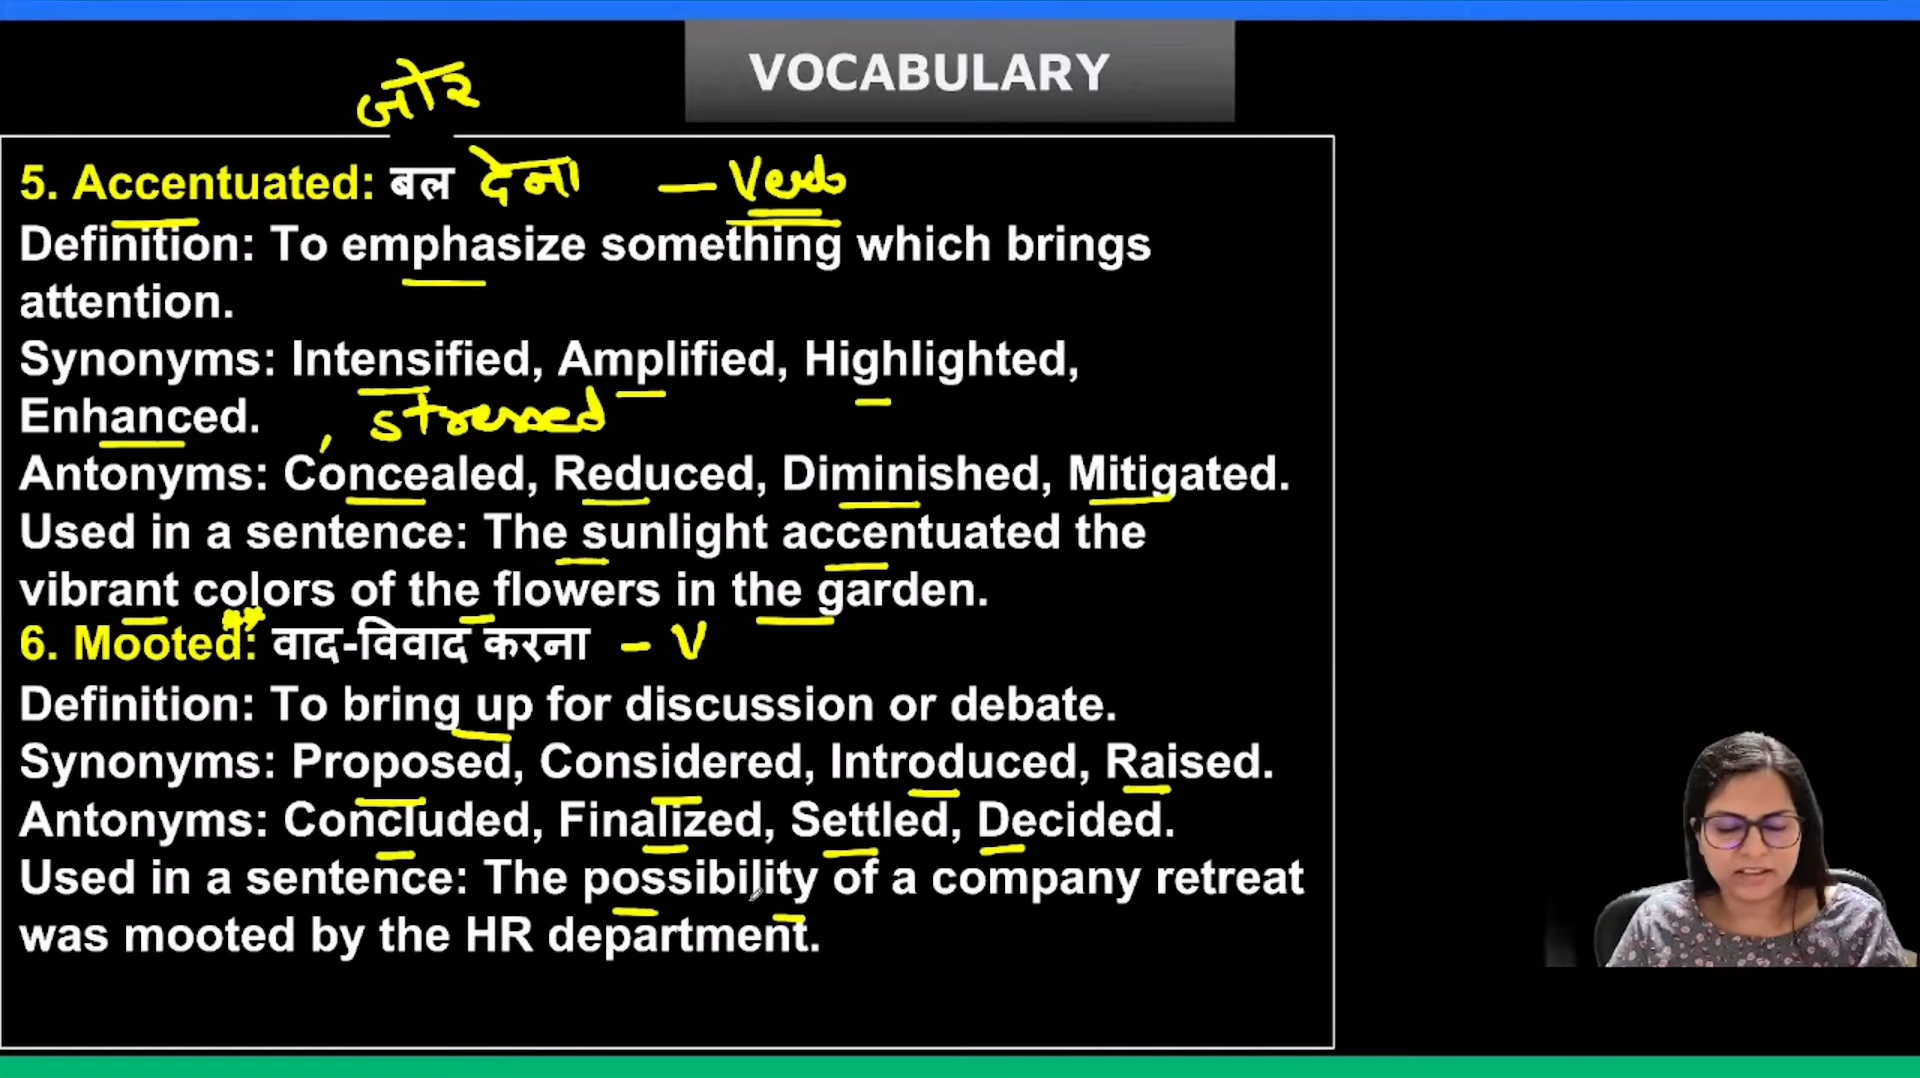 VOCABULARY
जोर
5. Accentuated: बल देना — Verb
Definition: To emphasize something which brings
attention.
Synonyms: Intensified, Amplified, Highlighted,
Enhanced. , stressed
Antonyms: Concealed, Reduced, Diminished, Mitigated.
Used in a sentence: The sunlight accentuated the
vibrant colors of the flowers in the garden.
6. Mooted: वाद-विवाद करना – V
Definition: To bring up for discussion or debate.
Synonyms: Proposed, Considered, Introduced, Raised.
Antonyms: Concluded, Finalized, Settled, Decided.
Used in a sentence: The possibility of a company retreat
was mooted by the HR department.